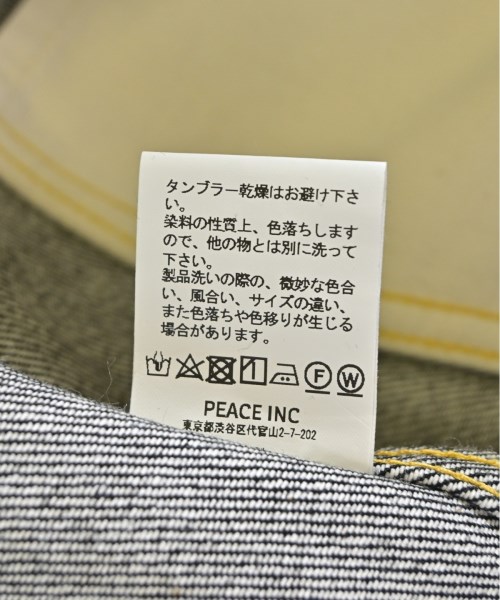 タンブラー乾燥はお避け下さ
い。
染料の性質上、色落ちします
ので、他の物とは別に洗って
下さい。
製品洗いの際の、微妙な色合
い、風合い、サイズの違い、
また色落ちや色移りが生じる
場合があります。
F W
PEACE INC
東京都渋谷区代官山2-7-202